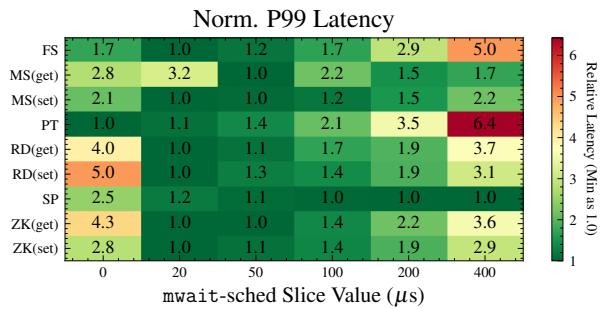 Norm. P99 Latency
FS 1.7 1.0 1.2 1.7 2.9 5.0
MS(get) 2.8 3.2 1.0 2.2 1.5 1.7
MS(set) 2.1 1.0 1.0 1.2 1.5 2.2
PT 1.0 1.1 1.4 2.1 3.5 6.4
RD(get) 4.0 1.0 1.1 1.7 1.9 3.7
RD(set) 5.0 1.0 1.3 1.4 1.9 3.1
SP 2.5 1.2 1.1 1.0 1.0 1.0
ZK(get) 4.3 1.0 1.0 1.4 2.2 3.6
ZK(set) 2.8 1.0 1.1 1.4 1.9 2.9
0 20 50 100 200 400
mwait-sched Slice Value (μs)
6
5
4
3
2
1
Relative Latency (Min as 1.0)